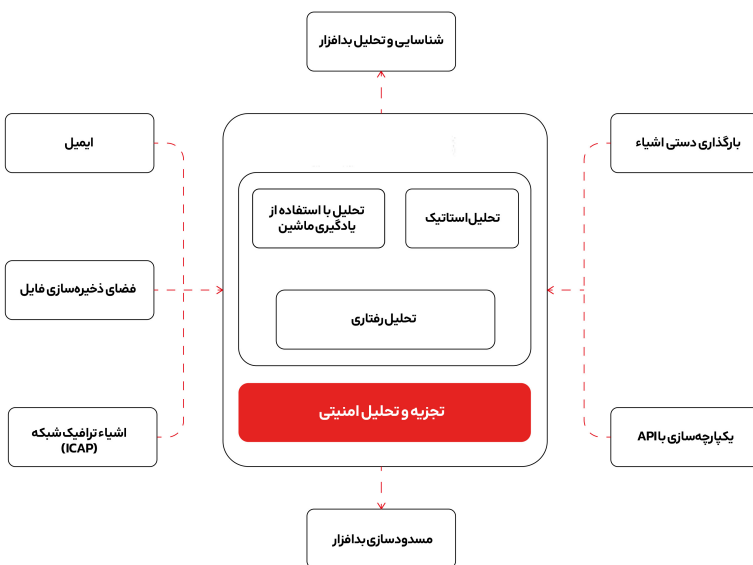 شناسایی و تحلیل بدافزار
بارگذاری دستی اشیاء
ایمیل
تحلیل استاتیک
تحلیل با استفاده از
یادگیری ماشین
فضای ذخیره‌سازی فایل
تحلیل رفتاری
تجزیه و تحلیل امنیتی
یکپارچه‌سازی با API
اشیاء ترافیک شبکه
(ICAP)
مسدودسازی بدافزار